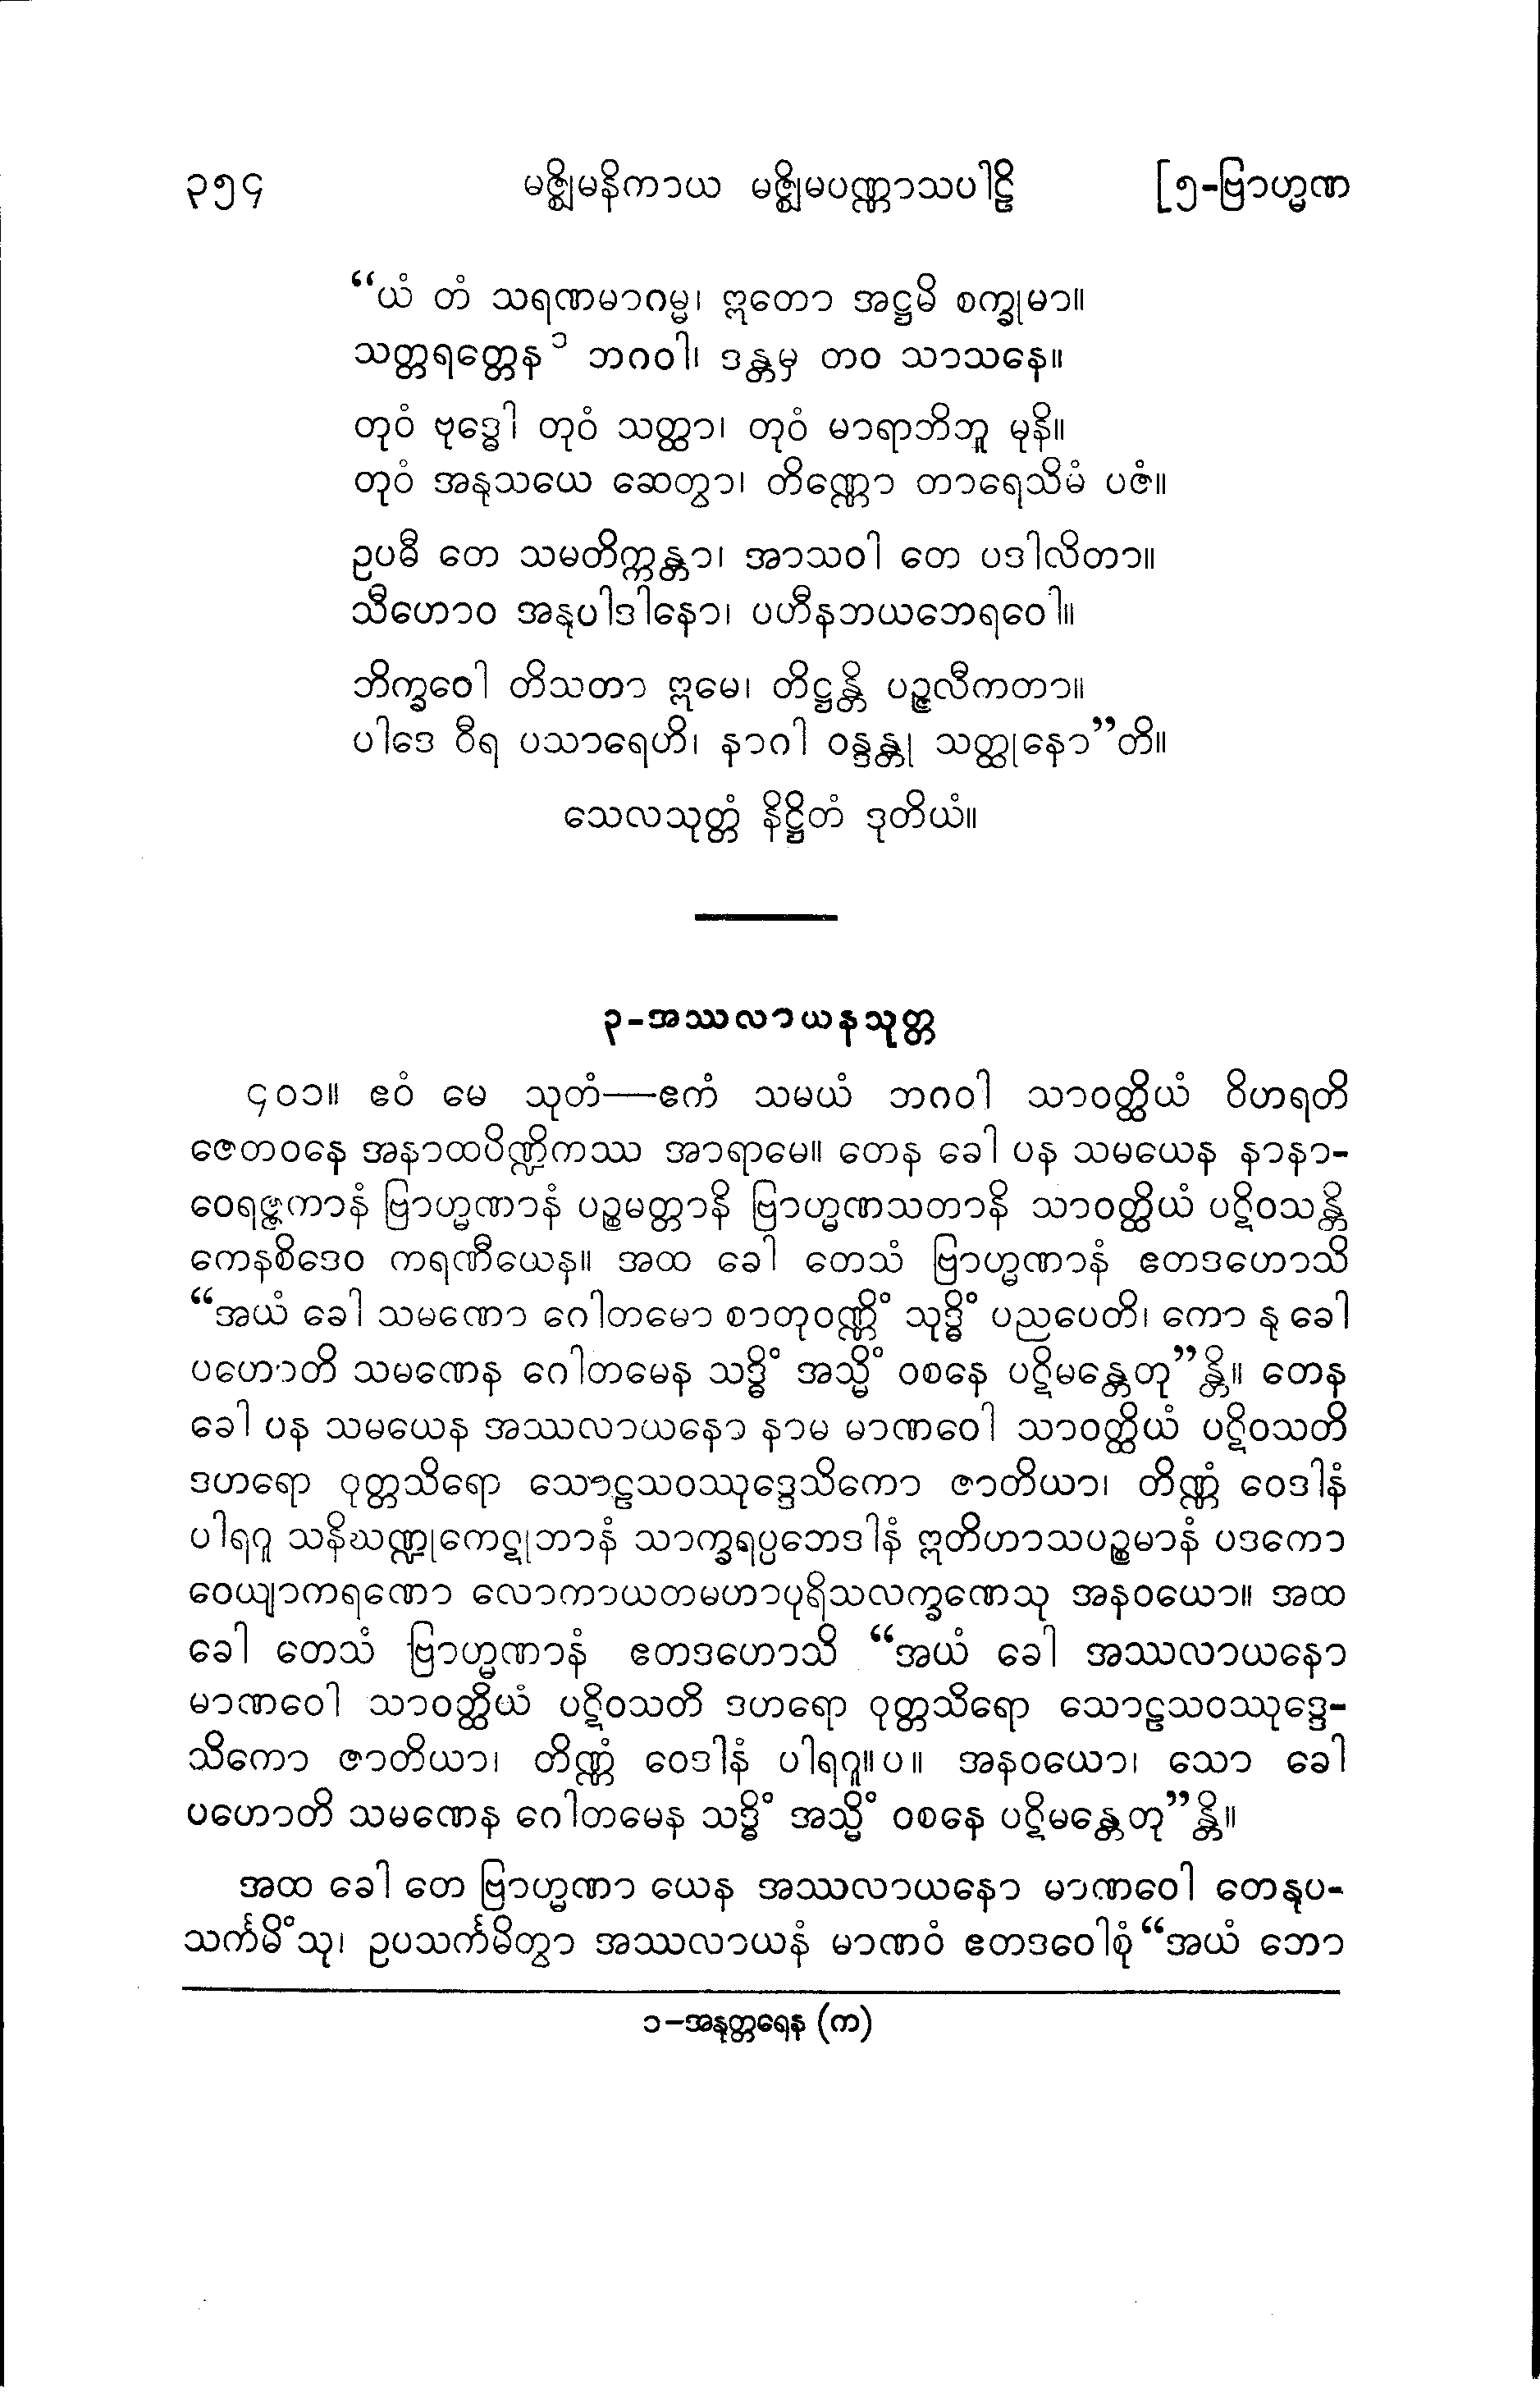 ၃၅၄ မဇ္ဈိမနိကာယ မဇ္ဈိမပဏ္ဏာသပါဠိ [၅-ဗြာဟ္မဏ
“ယံ တံ သရဏမာဂမ္မ၊ ဣတော အဋ္ဌမိ စက္ခုမာ။
သတ္တရတ္တေန ၁ ဘဂဝါ၊ ဒန္တမှ တဝ သာသနေ။
တုဝံ ဗုဒ္ဓေါ တုဝံ သတ္ထာ၊ တုဝံ မာရာဘိဘူ မုနိ။
တုဝံ အနုသယေ ဆေတွာ၊ တိဏ္ဏော တာရေသိမံ ပဇံ။
ဥပဓီ တေ သမတိက္ကန္တာ၊ အာသဝါ တေ ပဒါလိတာ။
သီဟောဝ အနုပါဒါနော၊ ပဟီနဘယဘေရဝေါ။
ဘိက္ခဝေါ တိသတာ ဣမေ၊ တိဋ္ဌန္တိ ပဉ္ဇလီကတာ။
ပါဒေ ဝီရ ပသာရေဟိ၊ နာဂါ ဝန္ဒန္တု သတ္ထုနော”တိ။
သေလသုတ္တံ နိဋ္ဌိတံ ဒုတိယံ။
၃-အဿလာယနသုတ္တ
၄၀၁။ ဧဝံ မေ သုတံ—ဧကံ သမယံ ဘဂဝါ သာဝတ္ထိယံ ဝိဟရတိ
ဇေတဝနေ အနာထပိဏ္ဍိကဿ အာရာမေ။ တေန ခေါ ပန သမယေန နာနာ-
ဝေရဇ္ဇကာနံ ဗြာဟ္မဏာနံ ပဉ္စမတ္တာနိ ဗြာဟ္မဏသတာနိ သာဝတ္ထိယံ ပဋိဝသန္တိ
ကေနစိဒေဝ ကရဏီယေန။ အထ ခေါ တေသံ ဗြာဟ္မဏာနံ ဧတဒဟောသိ
“အယံ ခေါ သမဏော ဂေါတမော စာတုဝဏ္ဏိံ သုဒ္ဓိံ ပညပေတိ၊ ကော နု ခေါ
ပဟောတိ သမဏေန ဂေါတမေန သဒ္ဓိံ အသ္မိံ ဝစနေ ပဋိမန္တေတု”န္တိ။ တေန
ခေါ ပန သမယေန အဿလာယနော နာမ မာဏဝေါ သာဝတ္ထိယံ ပဋိဝသတိ
ဒဟရော ဝုတ္တသိရော သောဠသဝဿုဒ္ဒေသိကော ဇာတိယာ၊ တိဏ္ဏံ ဝေဒါနံ
ပါရဂူ သနိဃဏ္ဍုကေဋုဘာနံ သာက္ခရပ္ပဘေဒါနံ ဣတိဟာသပဉ္စမာနံ ပဒကော
ဝေယျာကရဏော လောကာယတမဟာပုရိသလက္ခဏေသု အနဝယော။ အထ
ခေါ တေသံ ဗြာဟ္မဏာနံ ဧတဒဟောသိ “အယံ ခေါ အဿလာယနော
မာဏဝေါ သာဝတ္ထိယံ ပဋိဝသတိ ဒဟရော ဝုတ္တသိရော သောဠသဝဿုဒ္ဒေ-
သိကော ဇာတိယာ၊ တိဏ္ဏံ ဝေဒါနံ ပါရဂူ။ပ။ အနဝယော၊ သော ခေါ
ပဟောတိ သမဏေန ဂေါတမေန သဒ္ဓိံ အသ္မိံ ဝစနေ ပဋိမန္တေတု”န္တိ။
အထ ခေါ တေ ဗြာဟ္မဏာ ယေန အဿလာယနော မာဏဝေါ တေနုပ-
သင်္ကမိံသု၊ ဥပသင်္ကမိတွာ အဿလာယနံ မာဏဝံ ဧတဒဝေါစုံ “အယံ ဘော
၁-အနုတ္တရေန (က)